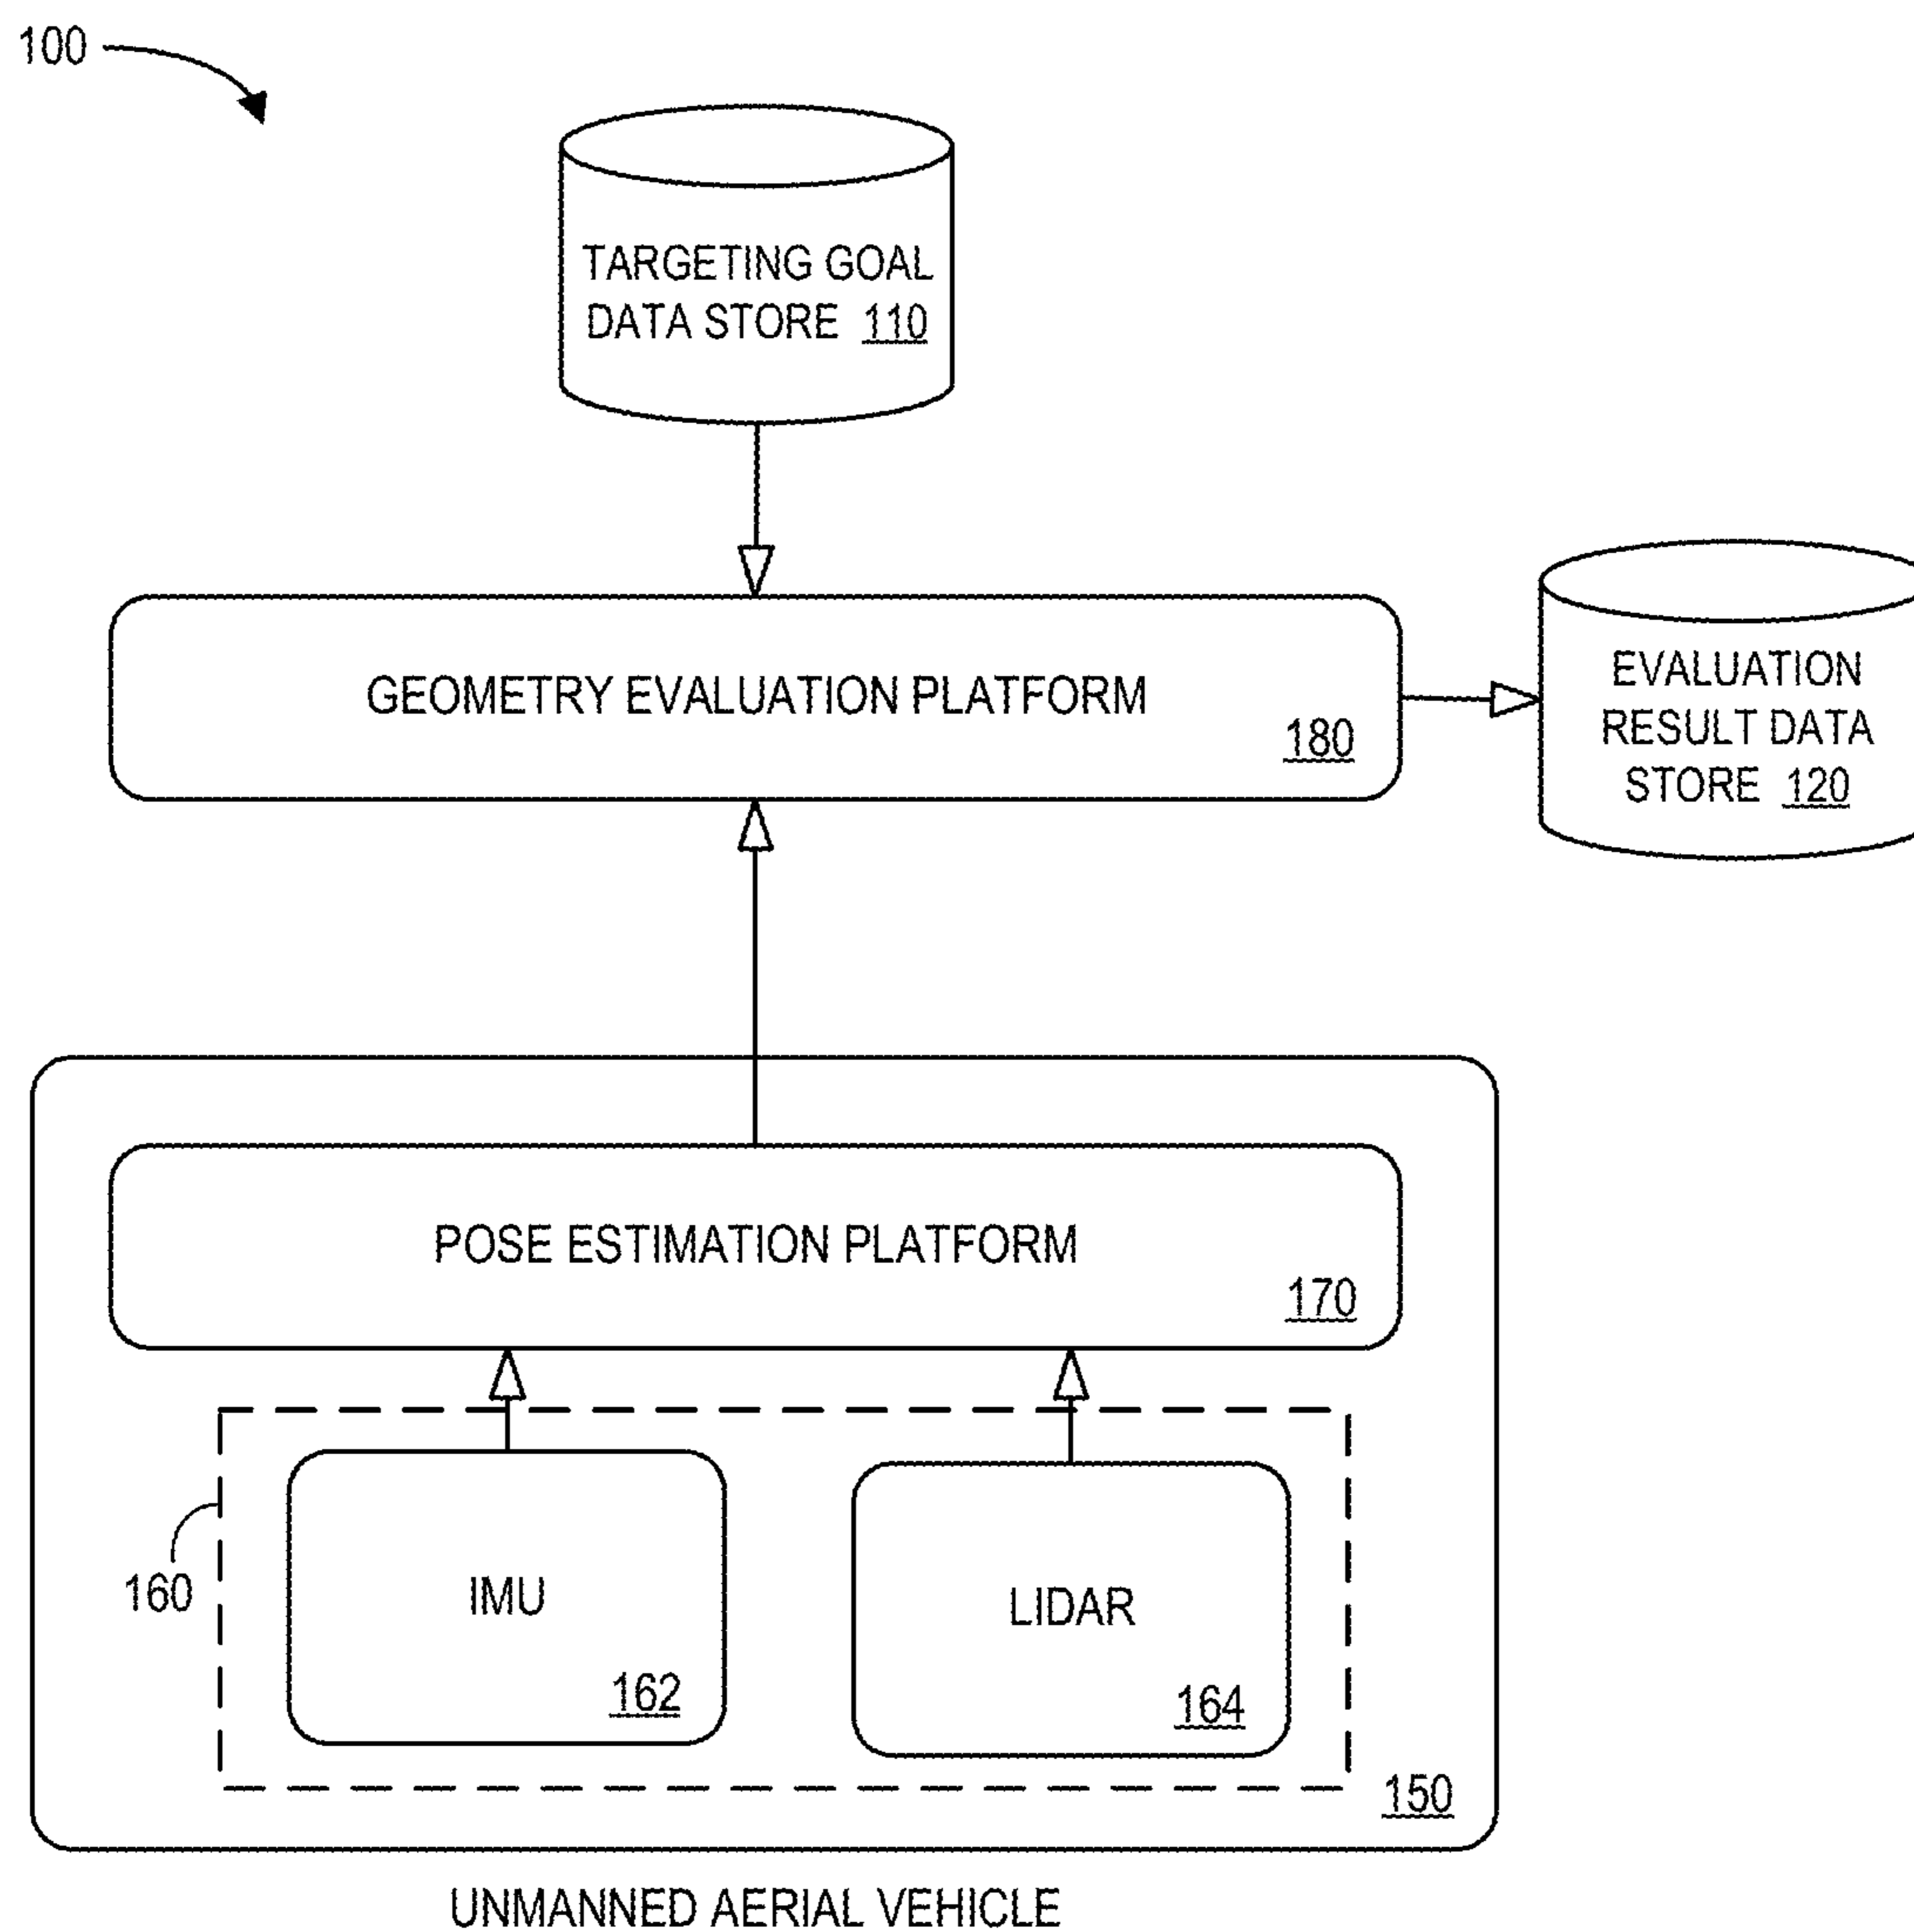 100
TARGETING GOAL
DATA STORE 110
GEOMETRY EVALUATION PLATFORM
180
EVALUATION
RESULT DATA
STORE 120
POSE ESTIMATION PLATFORM
170
160
IMU
162
LIDAR
164
150
UNMANNED AERIAL VEHICLE